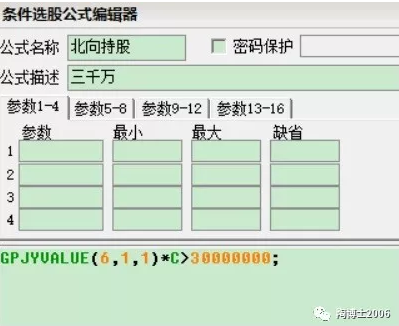 条件选股公式编辑器
公式名称 北向持股 密码保护
公式描述 三千万
参数1-4 参数5-8 参数9-12 参数13-16
参数 最小 最大 缺省
1
2
3
4
GPJYVALUE(6,1,1)*C>30000000;
淘博士2006